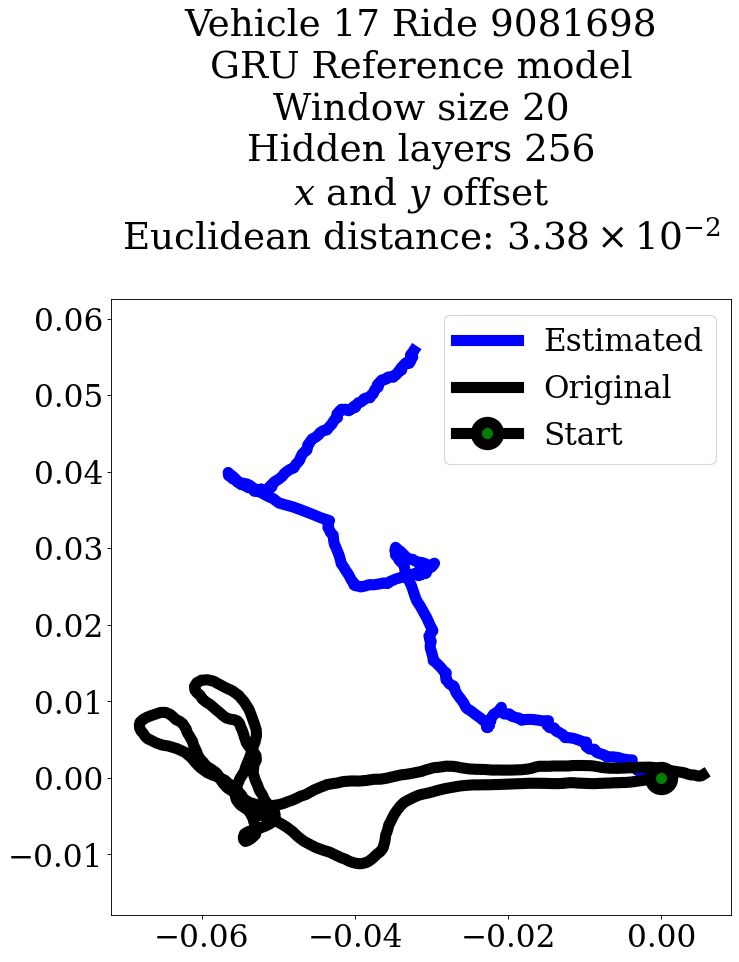 Vehicle 17 Ride 9081698
GRU Reference model
Window size 20
Hidden layers 256
x and y offset
Euclidean distance: 3.38 × 10⁻²
Estimated
Original
Start
0.06
0.05
0.04
0.03
0.02
0.01
0.00
−0.01
−0.06 −0.04 −0.02 0.00